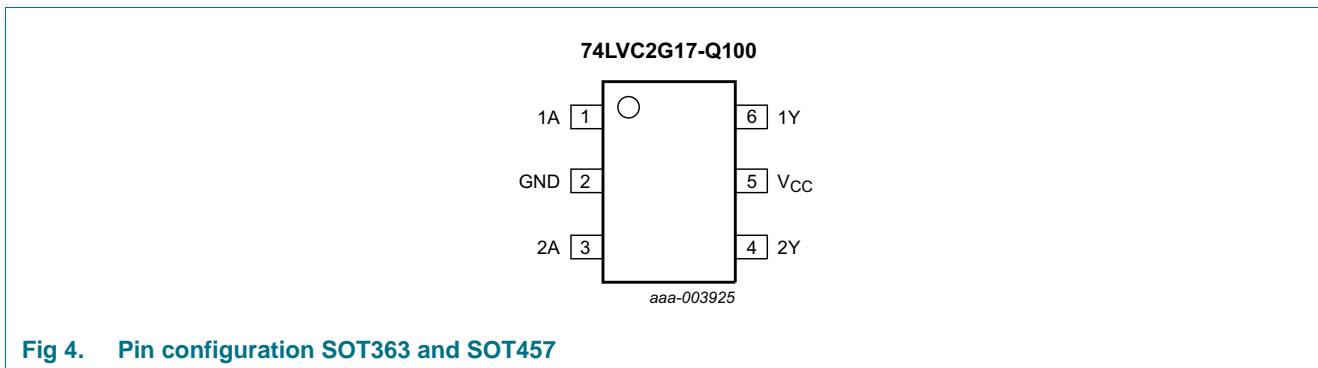 74LVC2G17-Q100
1A 1 6 1Y
GND 2 5 VCC
2A 3 4 2Y
aaa-003925
Fig 4. Pin configuration SOT363 and SOT457